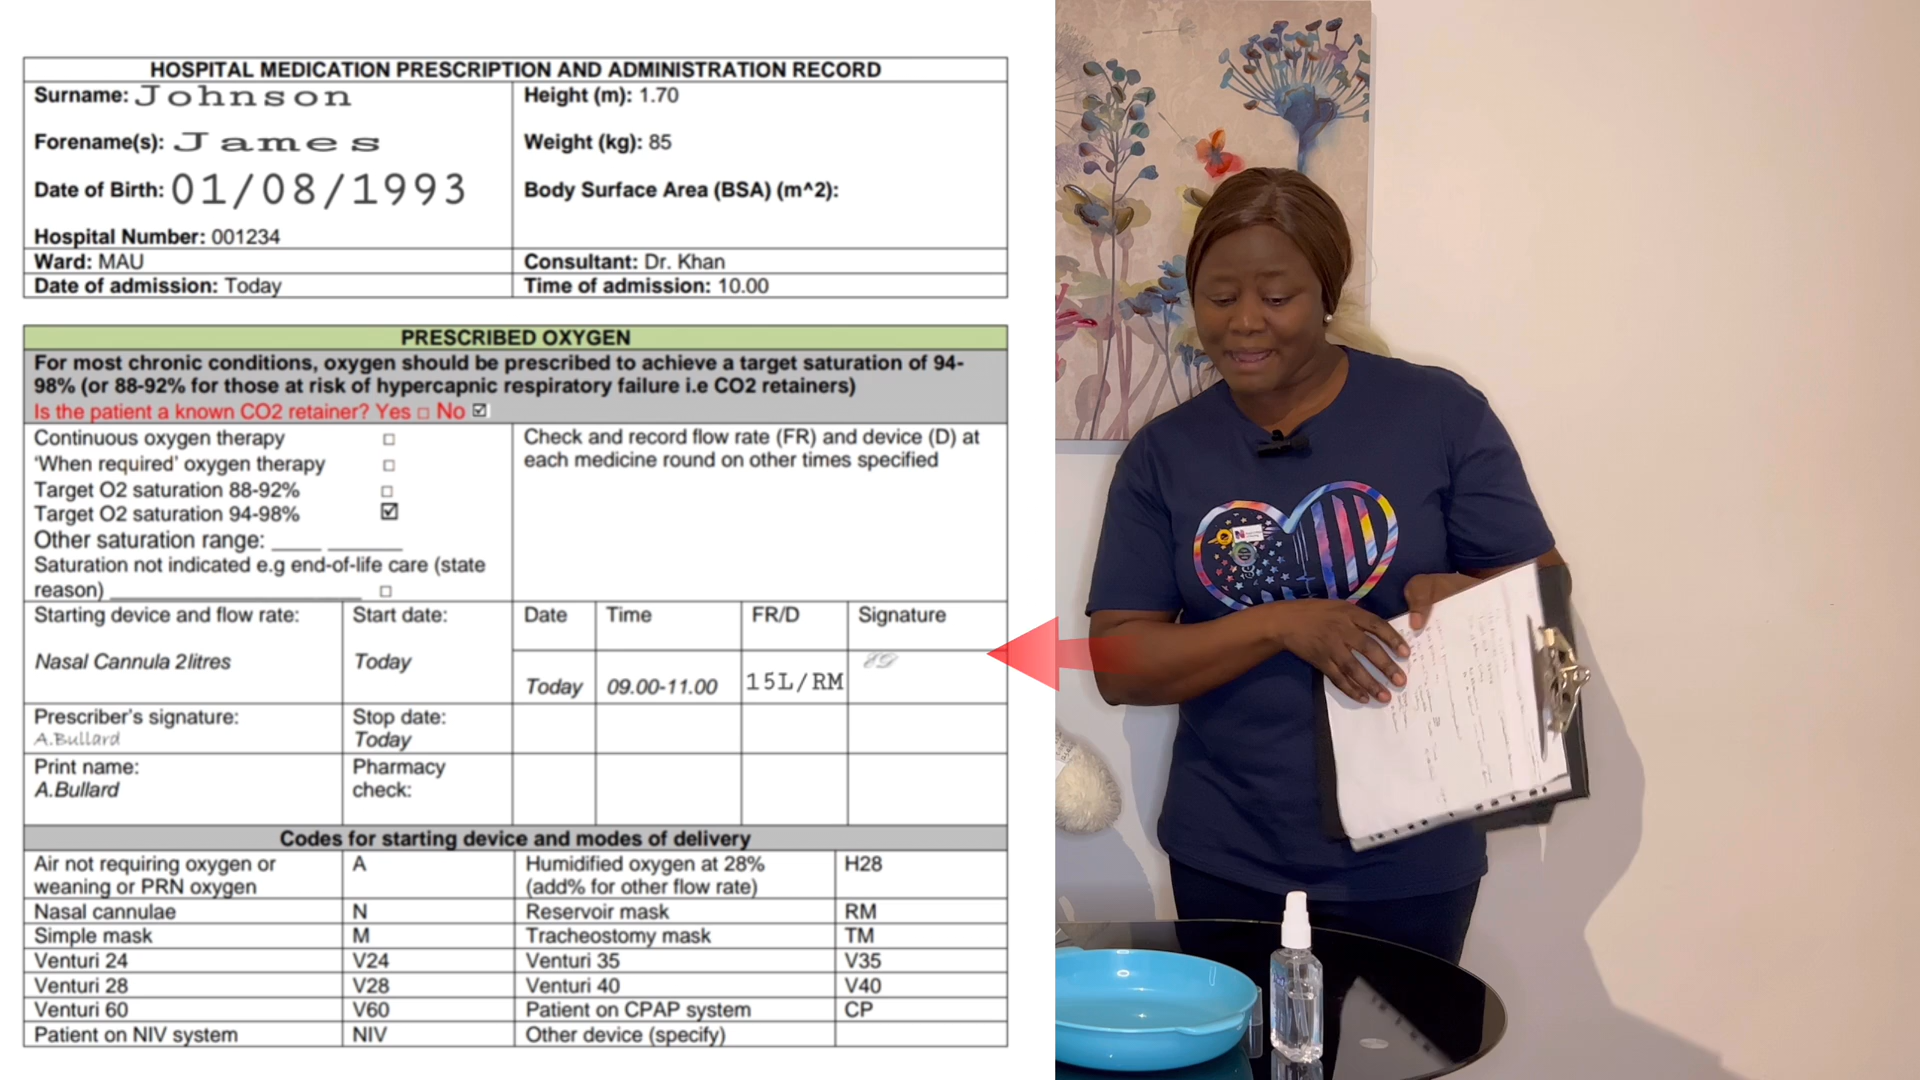 HOSPITAL MEDICATION PRESCRIPTION AND ADMINISTRATION RECORD
Surname: Johnson
Height (m): 1.70
Forename(s): James
Weight (kg): 85
Date of Birth: 01/08/1993
Body Surface Area (BSA) (m^2):
Hospital Number: 001234
Ward: MAU
Consultant: Dr. Khan
Date of admission: Today
Time of admission: 10.00
PRESCRIBED OXYGEN
For most chronic conditions, oxygen should be prescribed to achieve a target saturation of 94-
98% (or 88-92% for those at risk of hypercapnic respiratory failure i.e CO2 retainers)
Is the patient a known CO2 retainer? Yes □ No ☑
Continuous oxygen therapy □
‘When required’ oxygen therapy □
Target O2 saturation 88-92% □
Target O2 saturation 94-98% ☑
Other saturation range: ____ ______
Saturation not indicated e.g end-of-life care (state
reason) ____________________ □
Check and record flow rate (FR) and device (D) at
each medicine round on other times specified
Starting device and flow rate:
Start date:
Date
Time
FR/D
Signature
Nasal Cannula 2litres
Today
Today
09.00-11.00
15L/RM
Prescriber's signature:
A.Bullard
Stop date:
Today
Print name:
A.Bullard
Pharmacy
check:
Codes for starting device and modes of delivery
Air not requiring oxygen or
weaning or PRN oxygen
A
Humidified oxygen at 28%
(add% for other flow rate)
H28
Nasal cannulae
N
Reservoir mask
RM
Simple mask
M
Tracheostomy mask
TM
Venturi 24
V24
Venturi 35
V35
Venturi 28
V28
Venturi 40
V40
Venturi 60
V60
Patient on CPAP system
CP
Patient on NIV system
NIV
Other device (specify)